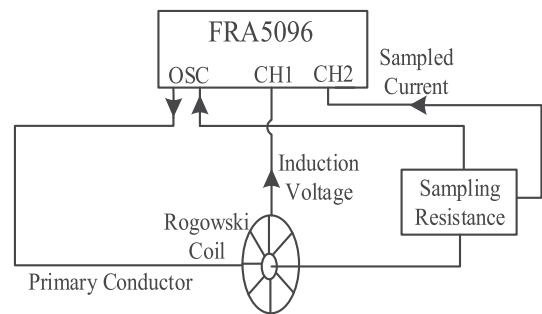 FRA5096
OSC
CH1
CH2
Sampled
Current
Induction
Voltage
Sampling
Resistance
Rogowski
Coil
Primary Conductor